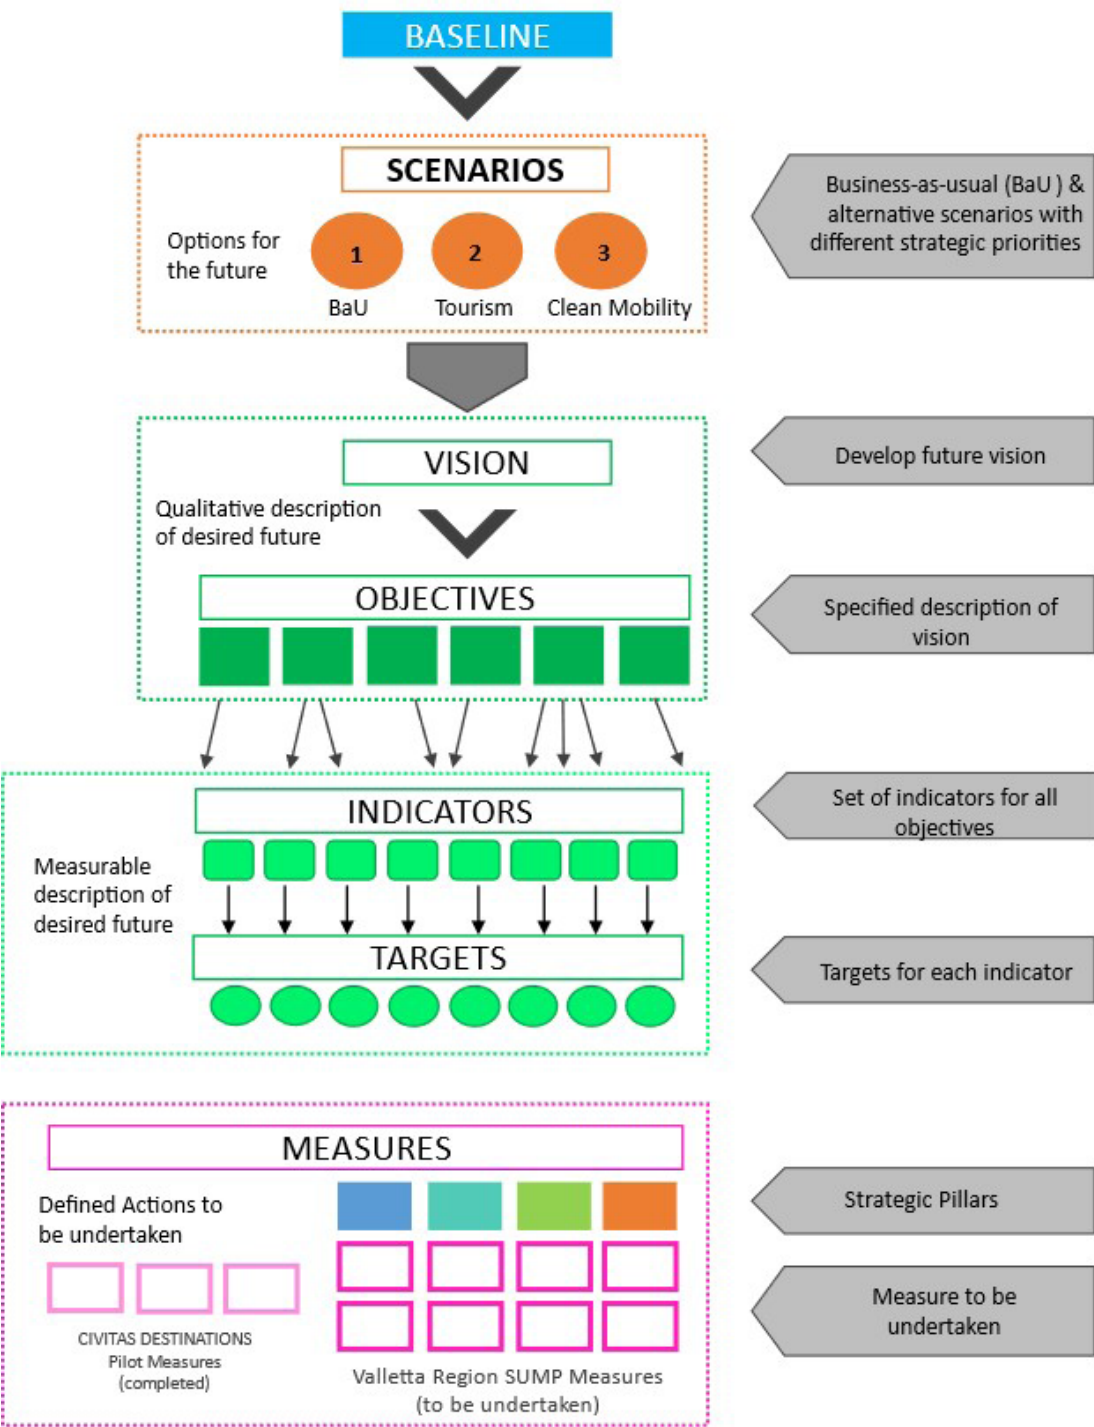 BASELINE
SCENARIOS
Options for
the future
1
2
3
BaU
Tourism
Clean Mobility
Business-as-usual (BaU) &
alternative scenarios with
different strategic priorities
VISION
Qualitative description
of desired future
Develop future vision
OBJECTIVES
Specified description of
vision
INDICATORS
Set of indicators for all
objectives
Measurable
description of
desired future
TARGETS
Targets for each indicator
MEASURES
Defined Actions to
be undertaken
Strategic Pillars
CIVITAS DESTINATIONS
Pilot Measures
(completed)
Valletta Region SUMP Measures
(to be undertaken)
Measure to be
undertaken